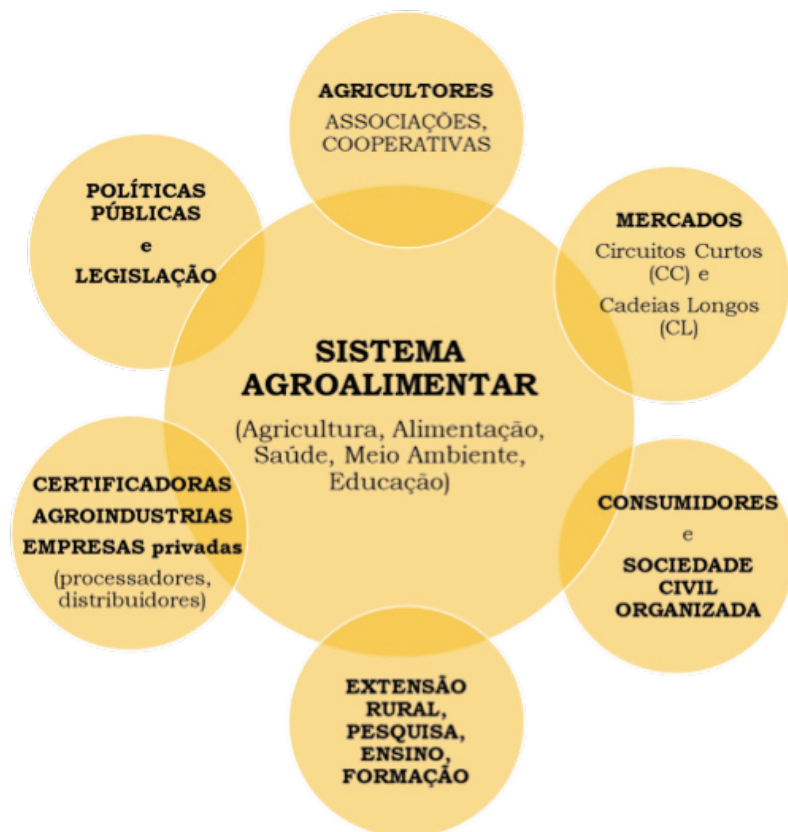 AGRICULTORES
ASSOCIAÇÕES,
COOPERATIVAS
POLÍTICAS
PÚBLICAS
e
LEGISLAÇÃO
MERCADOS
Circuitos Curtos
(CC) e
Cadeias Longos
(CL)
SISTEMA
AGROALIMENTAR
(Agricultura, Alimentação,
Saúde, Meio Ambiente,
Educação)
CERTIFICADORAS
AGROINDUSTRIAS
EMPRESAS privadas
(processadores,
distribuidores)
CONSUMIDORES
e
SOCIEDADE
CIVIL
ORGANIZADA
EXTENSÃO
RURAL,
PESQUISA,
ENSINO,
FORMAÇÃO